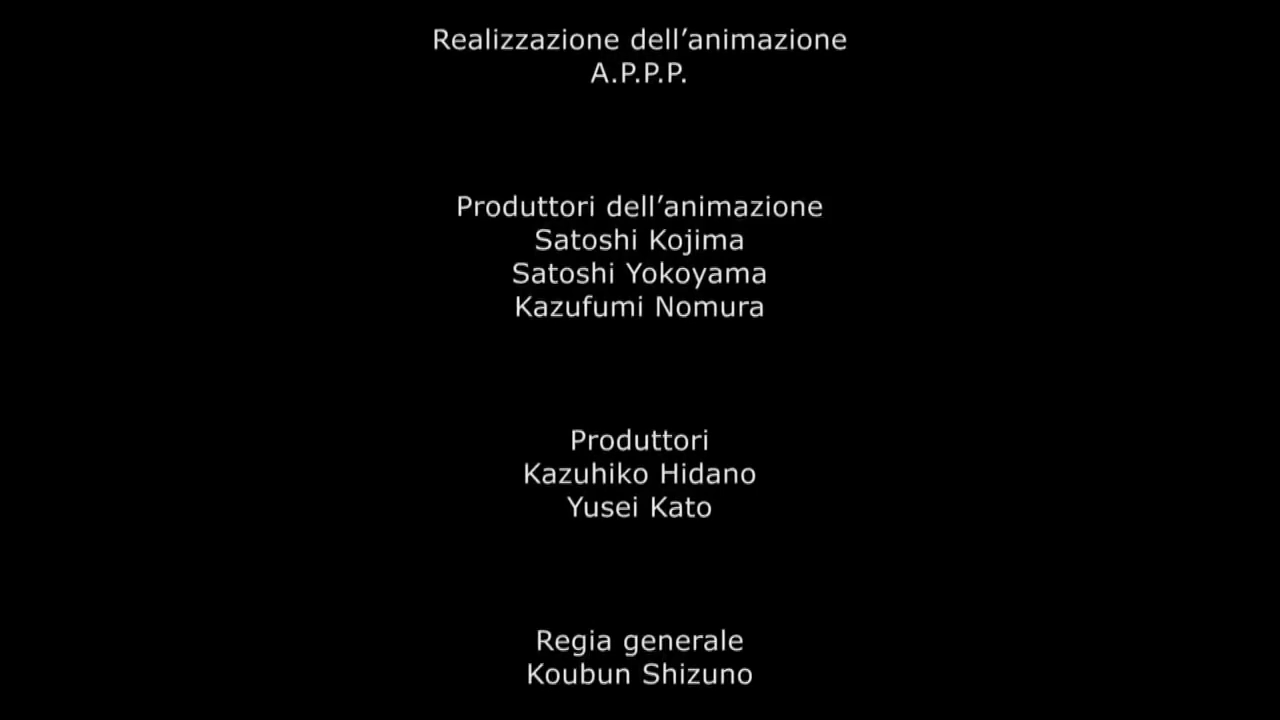 Realizzazione dell’animazione
A.P.P.P.
Produttori dell’animazione
Satoshi Kojima
Satoshi Yokoyama
Kazufumi Nomura
Produttori
Kazuhiko Hidano
Yusei Kato
Regia generale
Koubun Shizuno